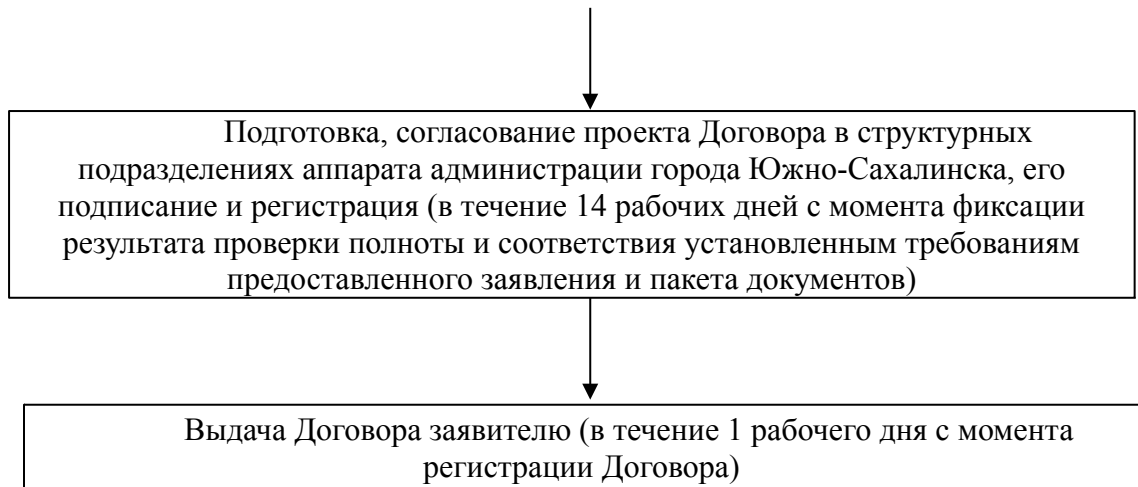 Подготовка, согласование проекта Договора в структурных
подразделениях аппарата администрации города Южно-Сахалинска, его
подписание и регистрация (в течение 14 рабочих дней с момента фиксации
результата проверки полноты и соответствия установленным требованиям
предоставленного заявления и пакета документов)
Выдача Договора заявителю (в течение 1 рабочего дня с момента
регистрации Договора)